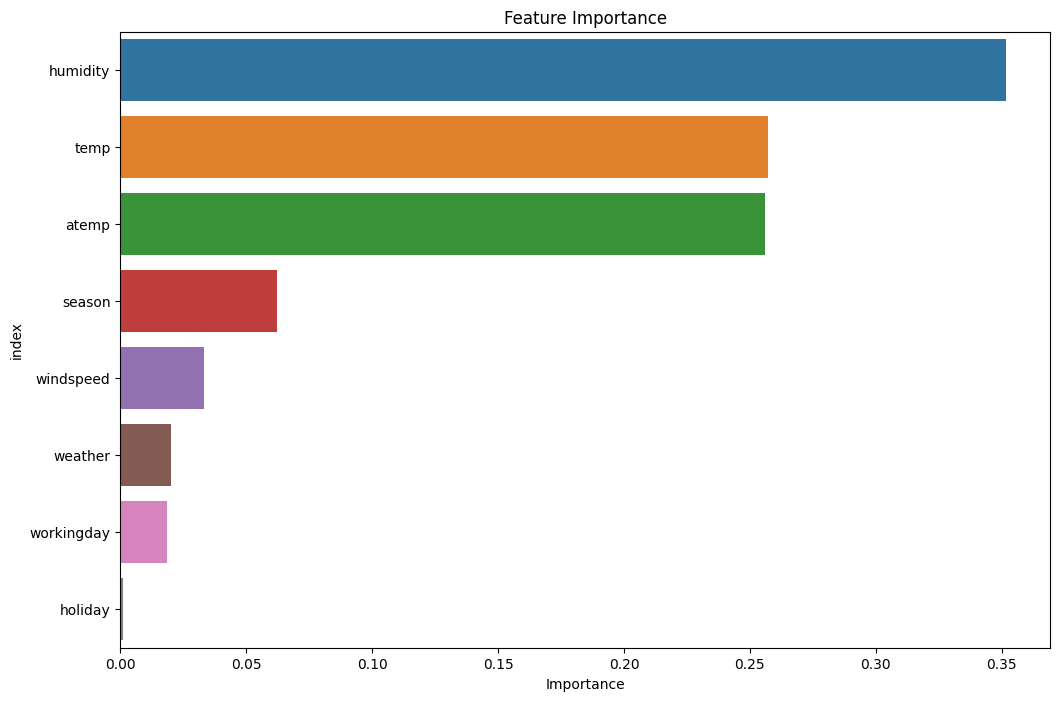 Feature Importance
humidity
temp
atemp
season
windspeed
weather
workingday
holiday
index
0.00 0.05 0.10 0.15 0.20 0.25 0.30 0.35
Importance